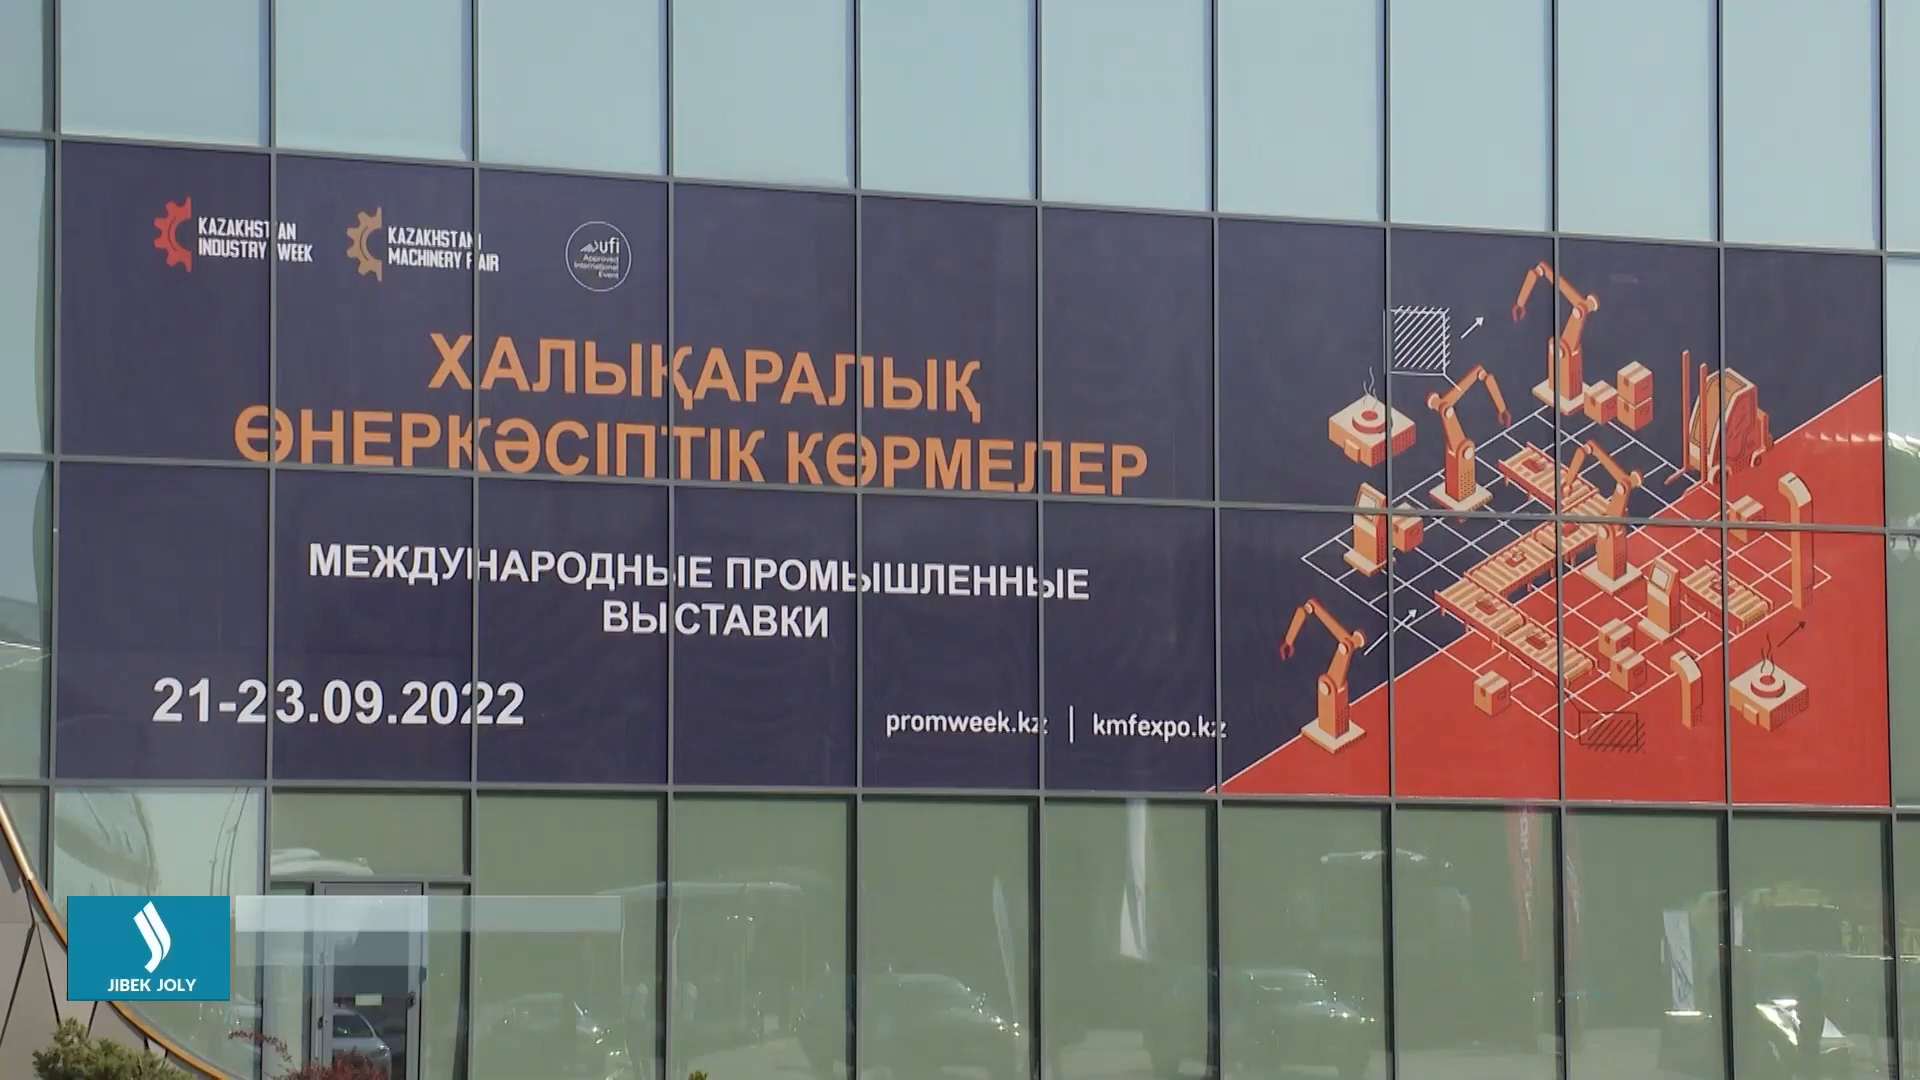 KAZAKHSTAN
INDUSTRY WEEK
KAZAKHSTAN
MACHINERY FAIR
ufi
Approved
International
Event
ХАЛЫҚАРАЛЫҚ
ӨНЕРКӘСІПТІК КӨРМЕЛЕР
МЕЖДУНАРОДНЫЕ ПРОМЫШЛЕННЫЕ
ВЫСТАВКИ
21-23.09.2022
promweek.kz | kmfexpo.kz
JIBEK JOLY